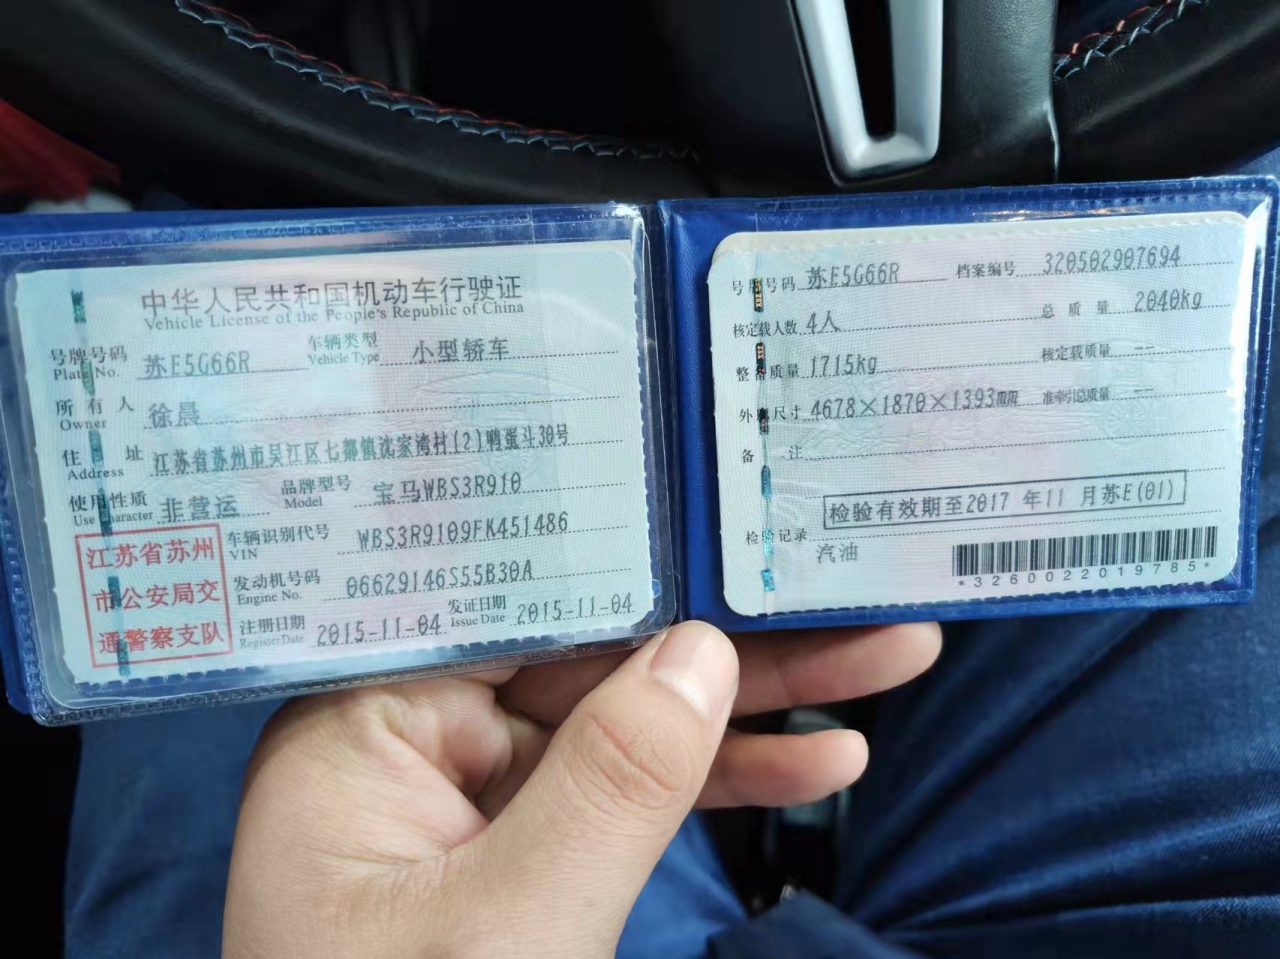 中华人民共和国机动车行驶证
Vehicle License of the People's Republic of China
号牌号码 苏E5G66R 车辆类型 小型轿车
Plate No. Vehicle Type
所有人 徐晨
Owner
住址 江苏省苏州市吴江区七都镇沈家湾村(2)鸭蛋斗30号
Address
使用性质 非营运 品牌型号 宝马WBS3R910
Use Character Model
江苏省苏州
市公安局交
通警察支队
车辆识别代号 WBS3R9109FK451486
VIN
发动机号码 06629146S55B30A
Engine No.
注册日期 2015-11-04 发证日期 2015-11-04
Register Date Issue Date
号牌号码 苏E5G66R 档案编号 320502907694
核定载人数 4人 总质量 2040kg
整备质量 1715kg 核定载质量 --
外廓尺寸 4678×1870×1393mm 准牵引总质量 --
备注
检验有效期至2017年11月苏E(01)
检验记录
汽油
*3260022019785*